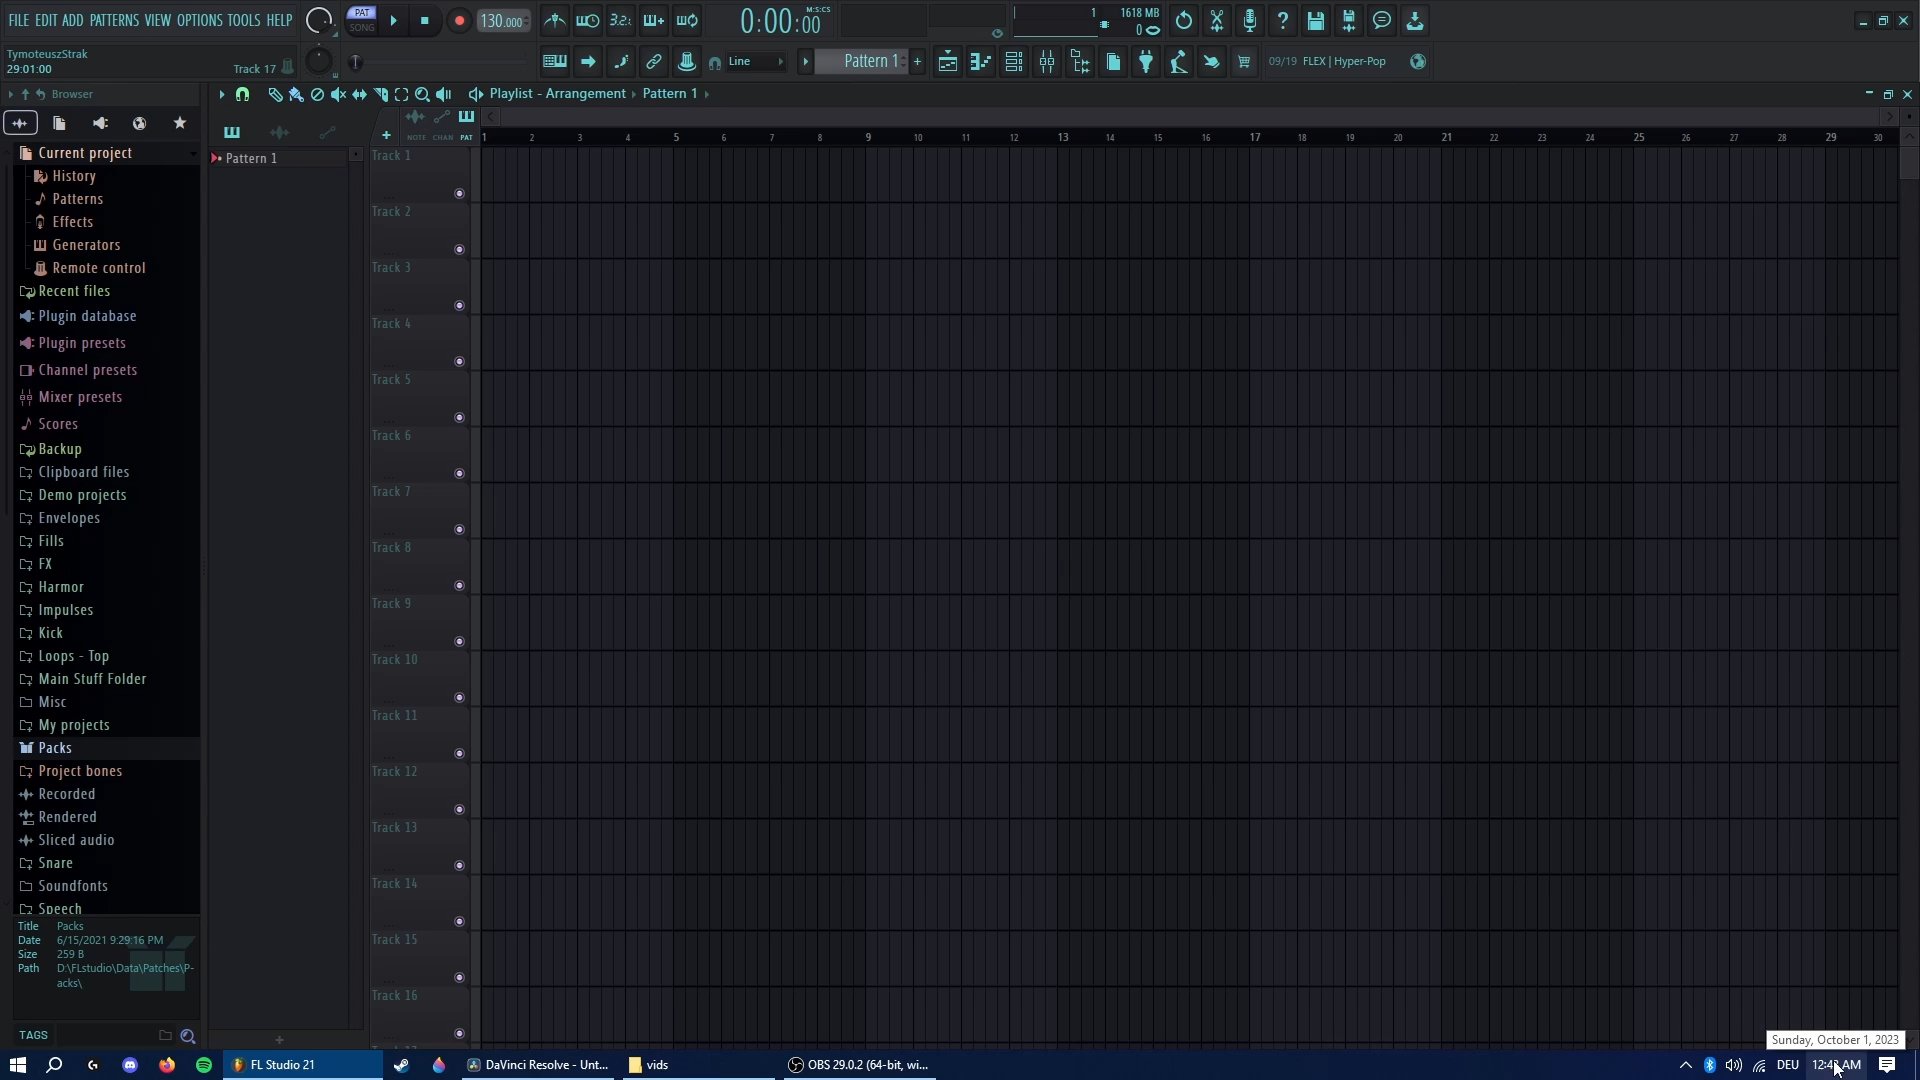 FILE EDIT ADD PATTERNS VIEW OPTIONS TOOLS HELP
PAT
SONG
130.000
3.2.
0:00:00
M:S:CS
1
1618 MB
0
TymoteuszStrak
29:01:00
Track 17
Line
Pattern 1
+
09/19 FLEX | Hyper-Pop
Browser
Playlist - Arrangement
Pattern 1
NOTE CHAN PAT
1 2 3 4 5 6 7 8 9 10 11 12 13 14 15 16 17 18 19 20 21 22 23 24 25 26 27 28 29 30
Current project
History
Patterns
Effects
Generators
Remote control
Recent files
Plugin database
Plugin presets
Channel presets
Mixer presets
Scores
Backup
Clipboard files
Demo projects
Envelopes
Fills
FX
Harmor
Impulses
Kick
Loops - Top
Main Stuff Folder
Misc
My projects
Packs
Project bones
Recorded
Rendered
Sliced audio
Snare
Soundfonts
Speech
Title Packs
Date 6/15/2021 9:29:16 PM
Size 259 B
Path D:\FLstudio\Data\Patches\P-
acks\
TAGS
Pattern 1
Track 1
Track 2
Track 3
Track 4
Track 5
Track 6
Track 7
Track 8
Track 9
Track 10
Track 11
Track 12
Track 13
Track 14
Track 15
Track 16
Sunday, October 1, 2023
FL Studio 21
DaVinci Resolve - Unt...
vids
OBS 29.0.2 (64-bit, wi...
DEU